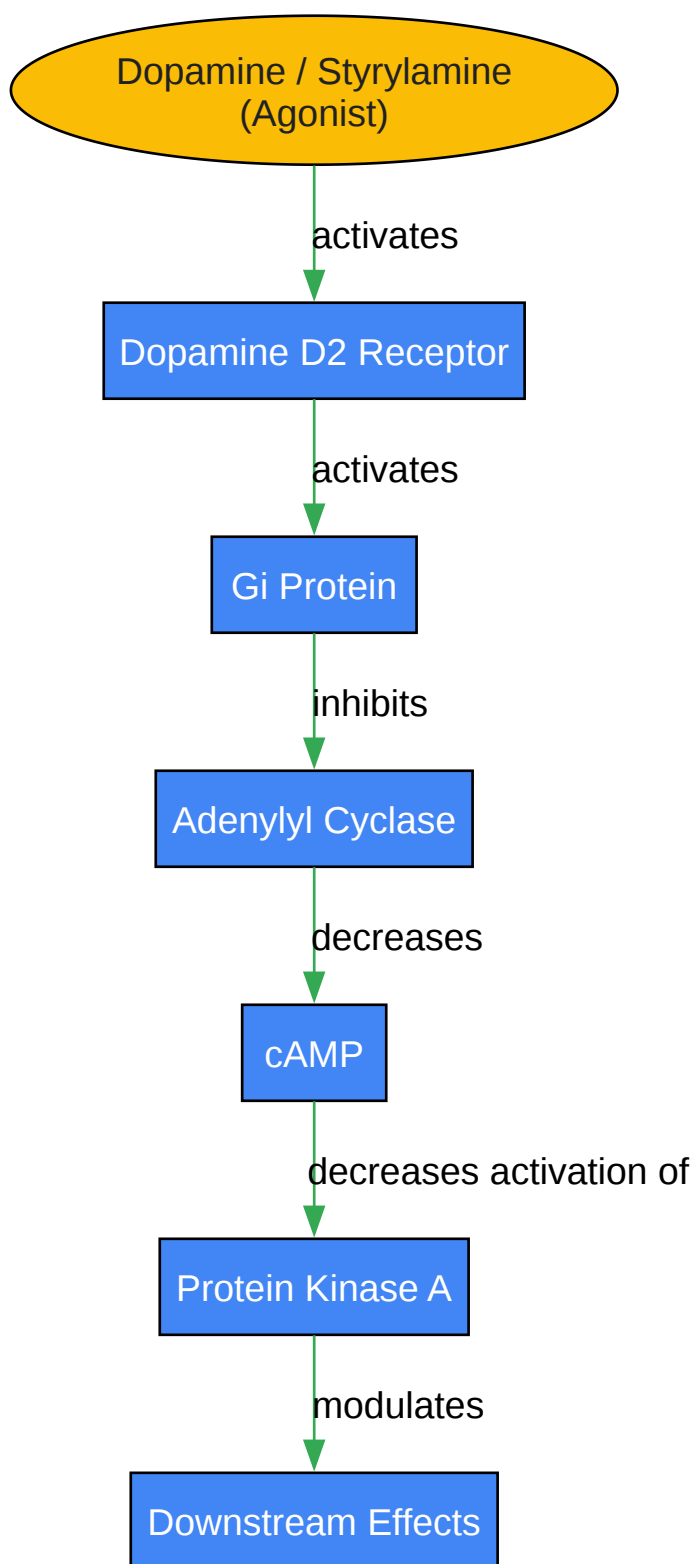 Dopamine / Styrylamine
(Agonist)
activates
Dopamine D2 Receptor
activates
Gi Protein
inhibits
Adenylyl Cyclase
decreases
cAMP
decreases activation of
Protein Kinase A
modulates
Downstream Effects